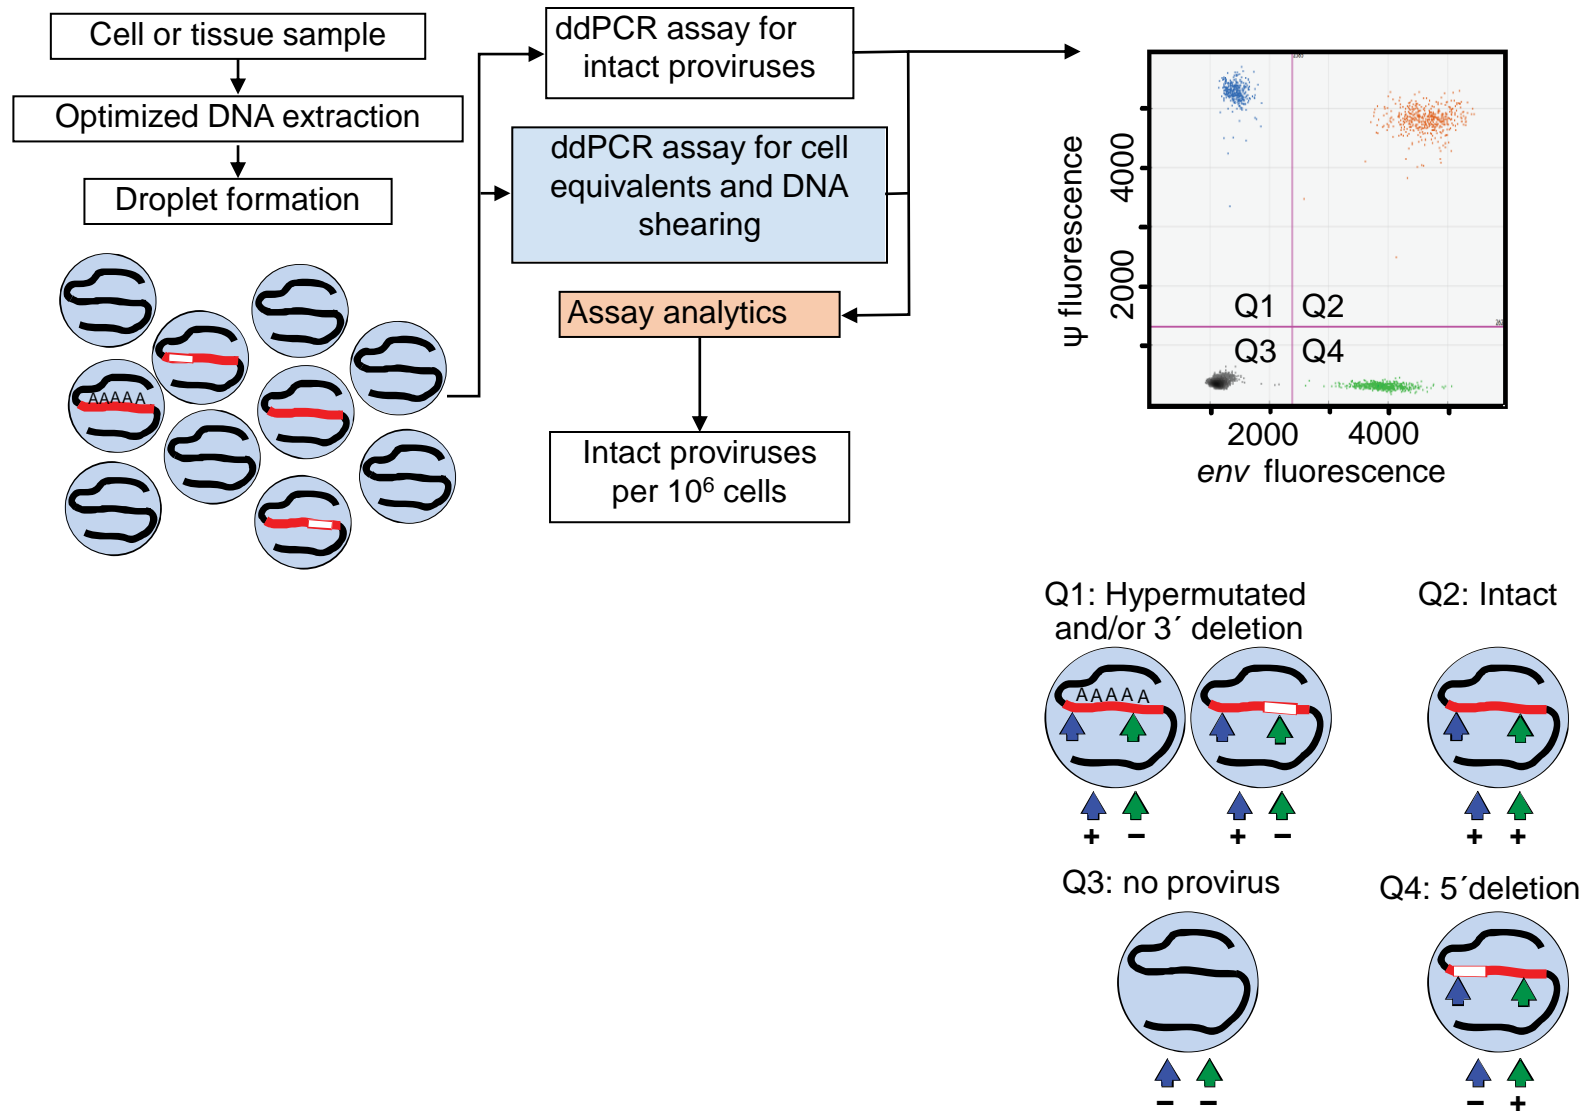 Cell or tissue sample
Optimized DNA extraction
Droplet formation
AAAAA
ddPCR assay for
intact proviruses
ddPCR assay for cell
equivalents and DNA
shearing
Assay analytics
Intact proviruses
per 10⁶ cells
ψ fluorescence
4000
2000
Q1 Q2
Q3 Q4
2000 4000
env fluorescence
Q1: Hypermutated
and/or 3´ deletion
AAAAA
+ − + −
Q2: Intact
+ +
Q3: no provirus
− −
Q4: 5´deletion
− +